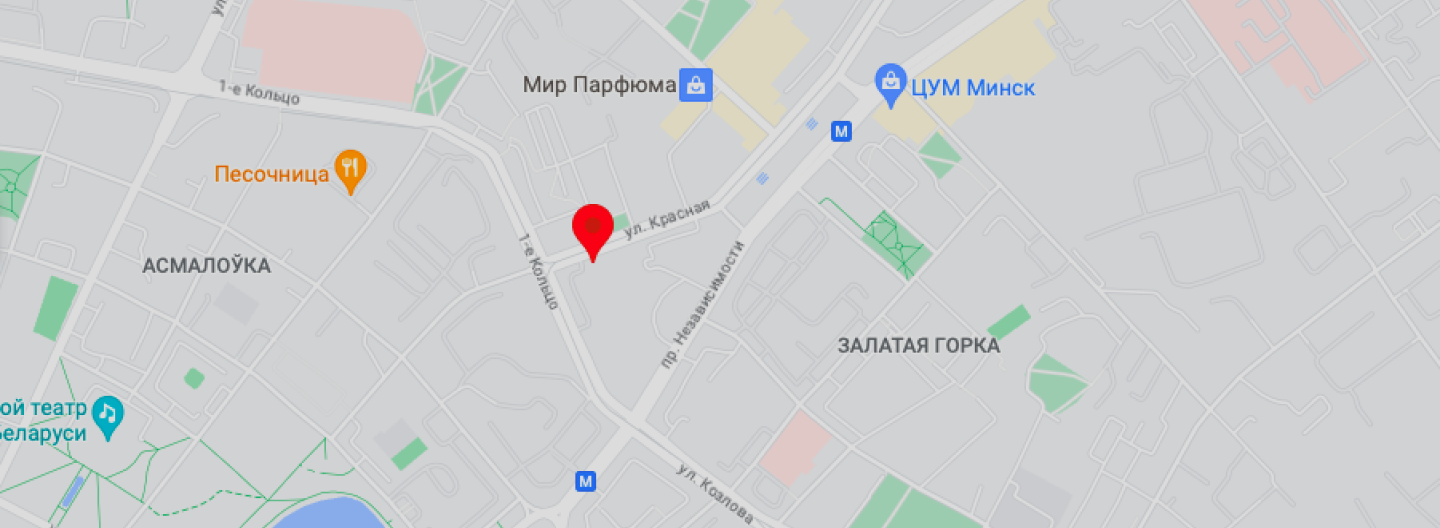 ул
1-е Кольцо
Мир Парфюма
ЦУМ Минск
М
Песочница
ул. Красная
1-е Кольцо
АСМАЛОЎКА
пр. Независимости
ЗАЛАТАЯ ГОРКА
ой театр
Беларуси
М
ул. Козлова